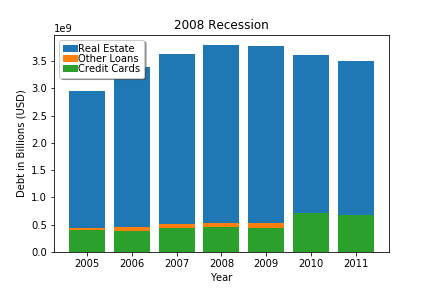 2008 Recession
1e9
Real Estate
Other Loans
Credit Cards
Debt in Billions (USD)
3.5
3.0
2.5
2.0
1.5
1.0
0.5
0.0
2005 2006 2007 2008 2009 2010 2011
Year